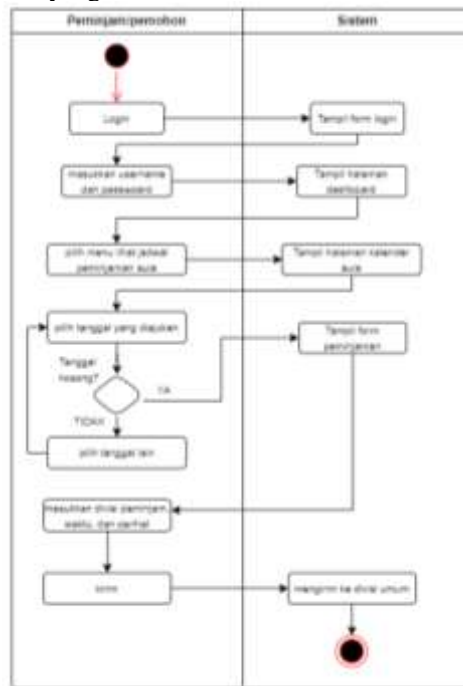 Peminjam/pemohon
Sistem
Login
Tampil form login
masukkan username
dan password
Tampil halaman
dashboard
pilih menu lihat jadwal
peminjaman aula
Tampil halaman kalender
aula
pilih tanggal yang diajukan
Tampil form
peminjaman
Tanggal
kosong?
YA
TIDAK
pilih tanggal lain
masukkan divisi peminjam,
waktu, dan perihal
kirim
mengirim ke divisi umum